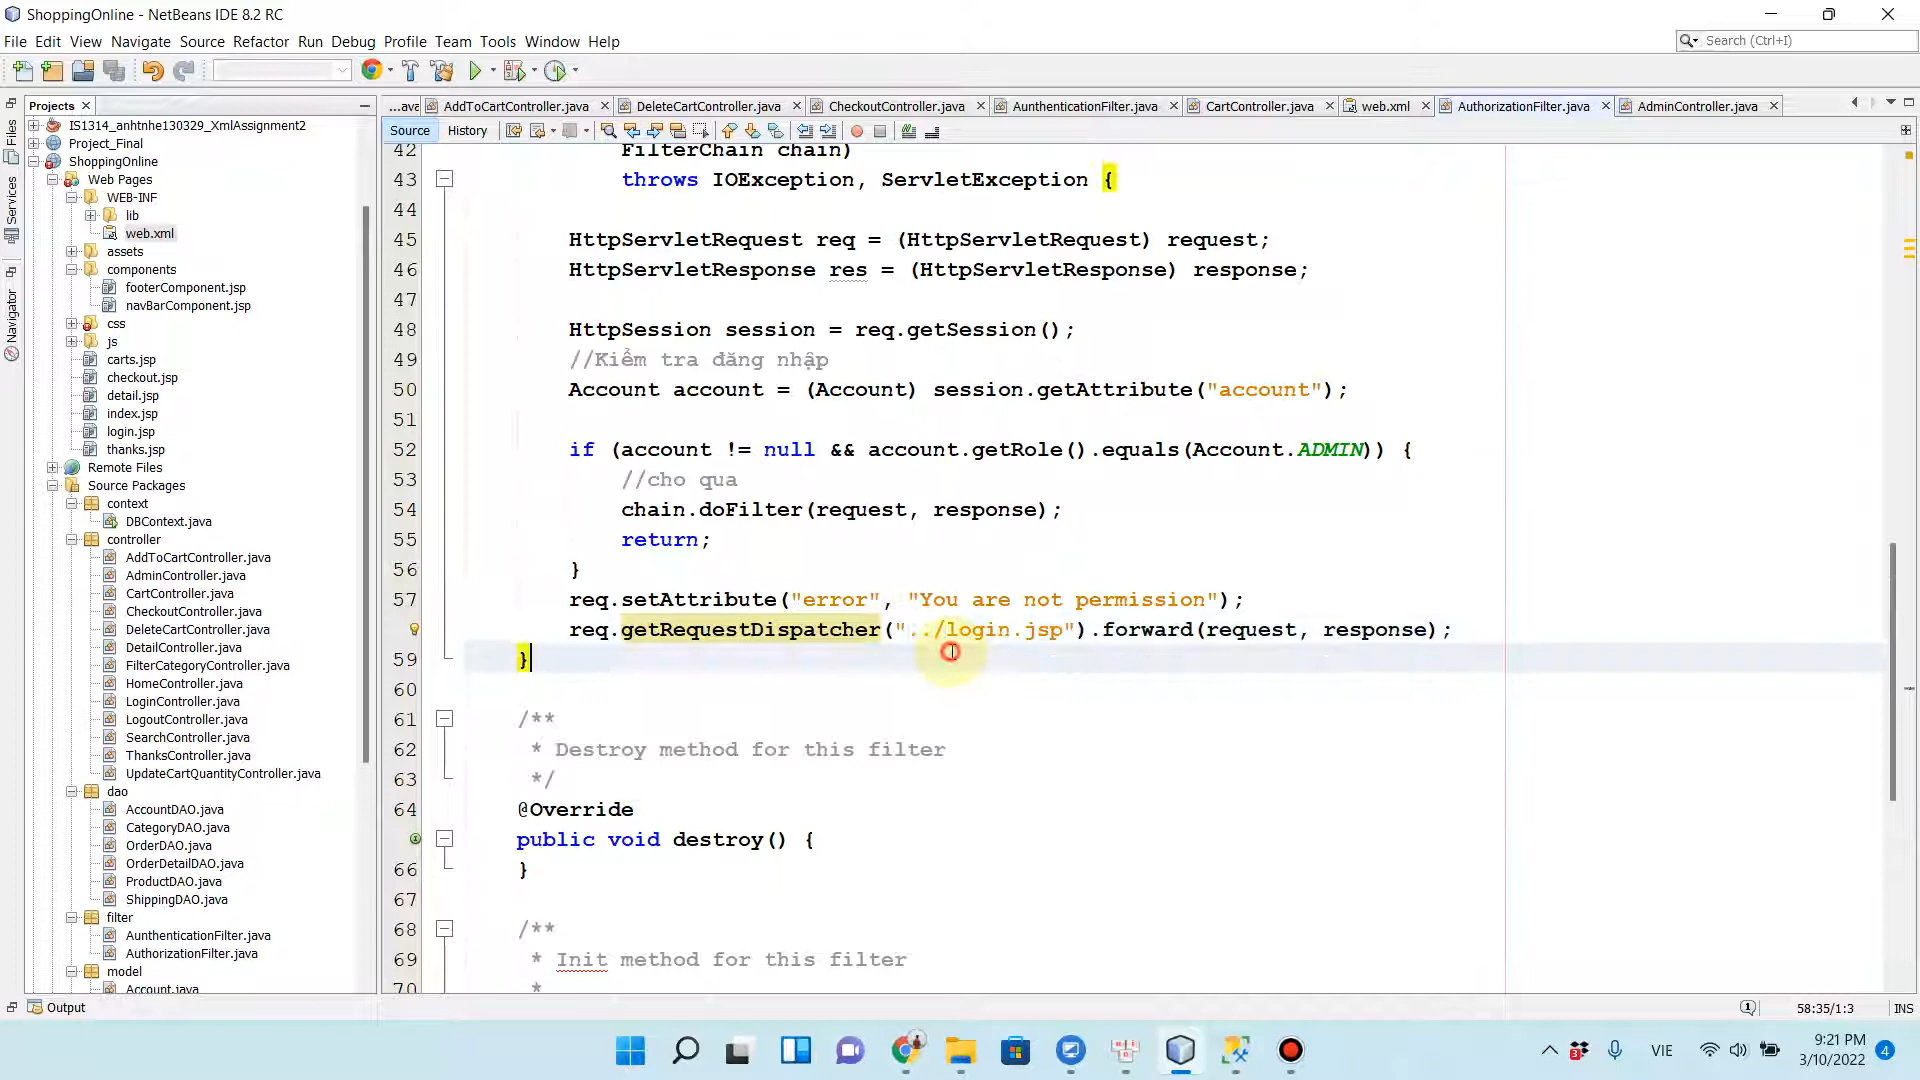 ShoppingOnline - NetBeans IDE 8.2 RC
File Edit View Navigate Source Refactor Run Debug Profile Team Tools Window Help
Search (Ctrl+I)
Projects
...ava AddToCartController.java DeleteCartController.java CheckoutController.java AunthenticationFilter.java CartController.java web.xml AuthorizationFilter.java AdminController.java
Source History
Files
Services
Navigator
IS1314_anhtnhe130329_XmlAssignment2
Project_Final
ShoppingOnline
Web Pages
WEB-INF
lib
web.xml
assets
components
footerComponent.jsp
navBarComponent.jsp
css
js
carts.jsp
checkout.jsp
detail.jsp
index.jsp
login.jsp
thanks.jsp
Remote Files
Source Packages
context
DBContext.java
controller
AddToCartController.java
AdminController.java
CartController.java
CheckoutController.java
DeleteCartController.java
DetailController.java
FilterCategoryController.java
HomeController.java
LoginController.java
LogoutController.java
SearchController.java
ThanksController.java
UpdateCartQuantityController.java
dao
AccountDAO.java
CategoryDAO.java
OrderDAO.java
OrderDetailDAO.java
ProductDAO.java
ShippingDAO.java
filter
AunthenticationFilter.java
AuthorizationFilter.java
model
Account.java
42 FilterChain chain)
43 throws IOException, ServletException {
44
45 HttpServletRequest req = (HttpServletRequest) request;
46 HttpServletResponse res = (HttpServletResponse) response;
47
48 HttpSession session = req.getSession();
49 //Kiểm tra đăng nhập
50 Account account = (Account) session.getAttribute("account");
51
52 if (account != null && account.getRole().equals(Account.ADMIN)) {
53 //cho qua
54 chain.doFilter(request, response);
55 return;
56 }
57 req.setAttribute("error", "You are not permission");
req.getRequestDispatcher("../login.jsp").forward(request, response);
59 }
60
61 /**
62 * Destroy method for this filter
63 */
64 @Override
public void destroy() {
66 }
67
68 /**
69 * Init method for this filter
70 *
Output
1
58:35/1:3
INS
3
VIE
9:21 PM
3/10/2022
4